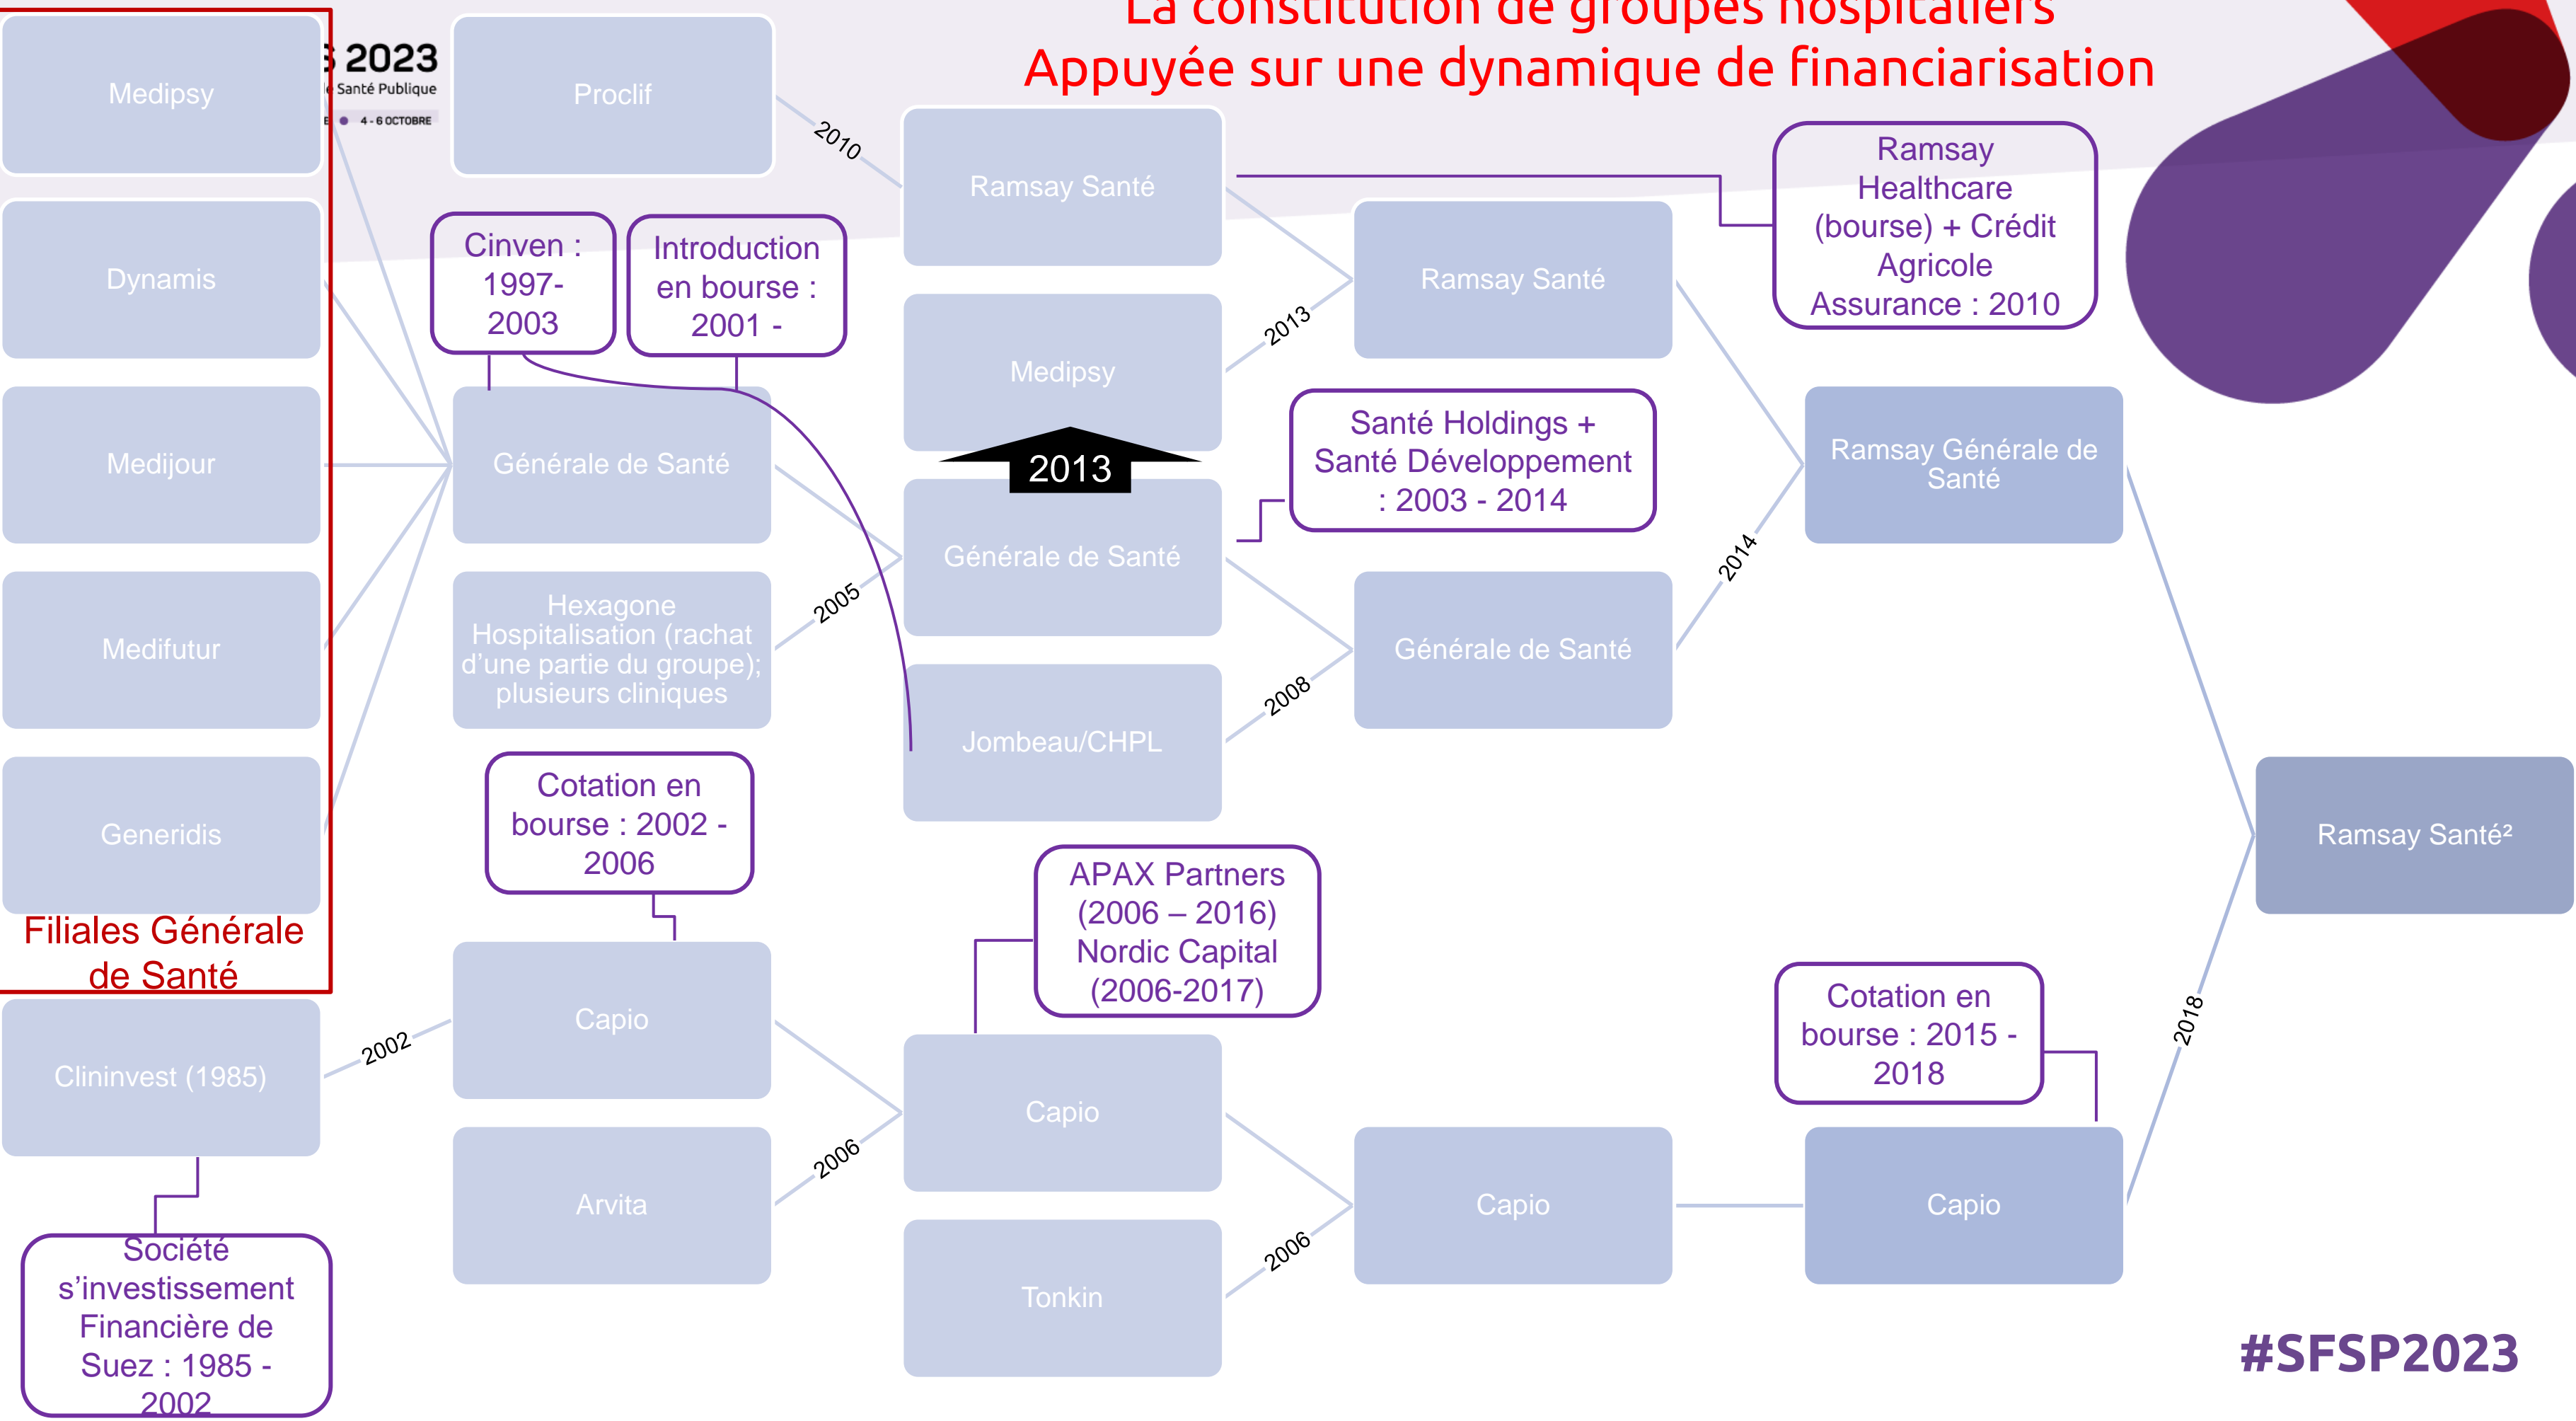 La constitution de groupes hospitaliers
Appuyée sur une dynamique de financiarisation
2023
Santé Publique
4 - 6 OCTOBRE
Medipsy
Dynamis
Medijour
Medifutur
Generidis
Filiales Générale
de Santé
Clininvest (1985)
Société
s’investissement
Financière de
Suez : 1985 -
2002
2002
Proclif
2010
Cinven :
1997-
2003
Introduction
en bourse :
2001 -
Générale de Santé
Hexagone
Hospitalisation (rachat
d’une partie du groupe);
plusieurs cliniques
2005
Cotation en
bourse : 2002 -
2006
Capio
Arvita
2006
Ramsay Santé
Medipsy
2013
2013
Générale de Santé
Jombeau/CHPL
2008
APAX Partners
(2006 – 2016)
Nordic Capital
(2006-2017)
Capio
Tonkin
2006
Ramsay Santé
Santé Holdings +
Santé Développement
: 2003 - 2014
Générale de Santé
2014
Capio
Ramsay
Healthcare
(bourse) + Crédit
Agricole
Assurance : 2010
Ramsay Générale de
Santé
Cotation en
bourse : 2015 -
2018
Capio
2018
Ramsay Santé²
#SFSP2023